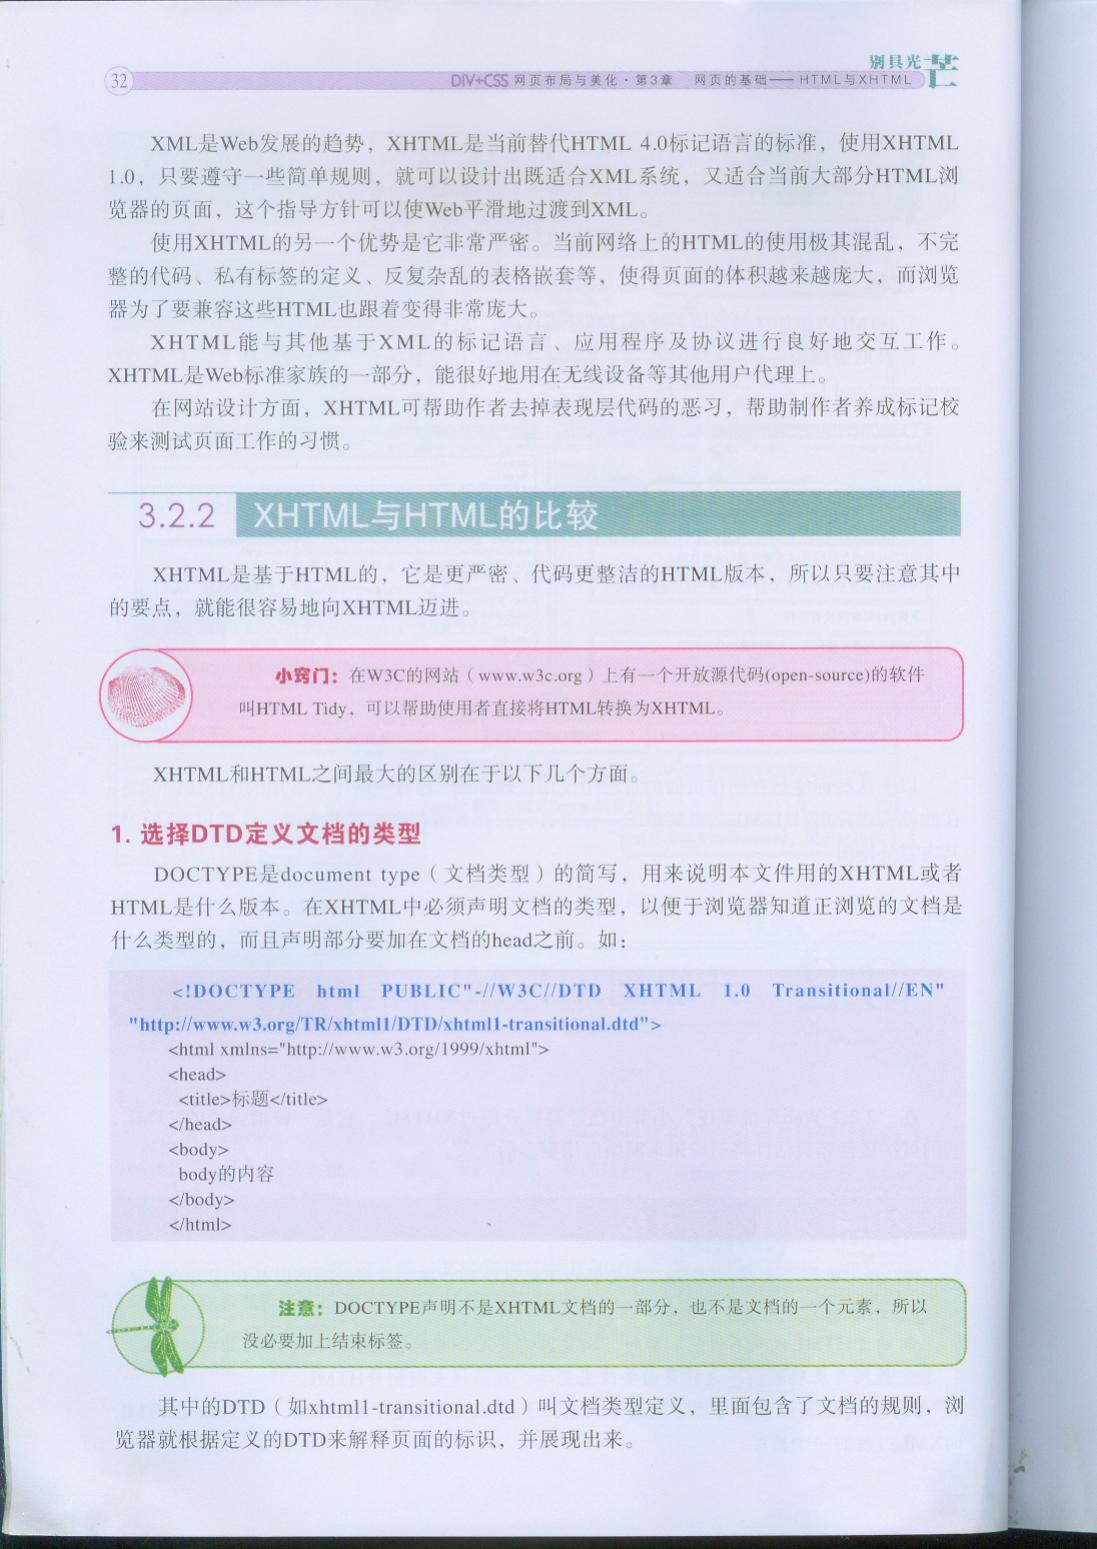 别具光芒
32 DIV+CSS 网页布局与美化·第3章 网页的基础——HTML与XHTML
XML是Web发展的趋势，XHTML是当前替代HTML 4.0标记语言的标准，使用XHTML
1.0，只要遵守一些简单规则，就可以设计出既适合XML系统，又适合当前大部分HTML浏
览器的页面，这个指导方针可以使Web平滑地过渡到XML。
使用XHTML的另一个优势是它非常严密。当前网络上的HTML的使用极其混乱，不完
整的代码、私有标签的定义、反复杂乱的表格嵌套等，使得页面的体积越来越庞大，而浏览
器为了要兼容这些HTML也跟着变得非常庞大。
XHTML能与其他基于XML的标记语言、应用程序及协议进行良好地交互工作。
XHTML是Web标准家族的一部分，能很好地用在无线设备等其他用户代理上。
在网站设计方面，XHTML可帮助作者去掉表现层代码的恶习，帮助制作者养成标记校
验来测试页面工作的习惯。
3.2.2 XHTML与HTML的比较
XHTML是基于HTML的，它是更严密、代码更整洁的HTML版本，所以只要注意其中
的要点，就能很容易地向XHTML迈进。
小窍门：在W3C的网站（www.w3c.org）上有一个开放源代码(open-source)的软件
叫HTML Tidy，可以帮助使用者直接将HTML转换为XHTML。
XHTML和HTML之间最大的区别在于以下几个方面。
1. 选择DTD定义文档的类型
DOCTYPE是document type（文档类型）的简写，用来说明本文件用的XHTML或者
HTML是什么版本。在XHTML中必须声明文档的类型，以便于浏览器知道正浏览的文档是
什么类型的，而且声明部分要加在文档的head之前。如：
<!DOCTYPE html PUBLIC"-//W3C//DTD XHTML 1.0 Transitional//EN"
"http://www.w3.org/TR/xhtml1/DTD/xhtml1-transitional.dtd">
<html xmlns="http://www.w3.org/1999/xhtml">
<head>
<title>标题</title>
</head>
<body>
body的内容
</body>
</html>
注意：DOCTYPE声明不是XHTML文档的一部分，也不是文档的一个元素，所以
没必要加上结束标签。
其中的DTD（如xhtml1-transitional.dtd）叫文档类型定义，里面包含了文档的规则，浏
览器就根据定义的DTD来解释页面的标识，并展现出来。